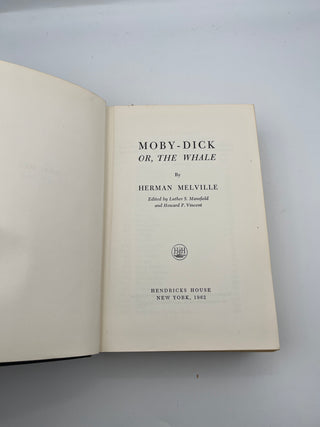 MOBY-DICK
OR, THE WHALE
By
HERMAN MELVILLE
Edited by Luther S. Mansfield
and Howard P. Vincent
HENDRICKS HOUSE
NEW YORK, 1962